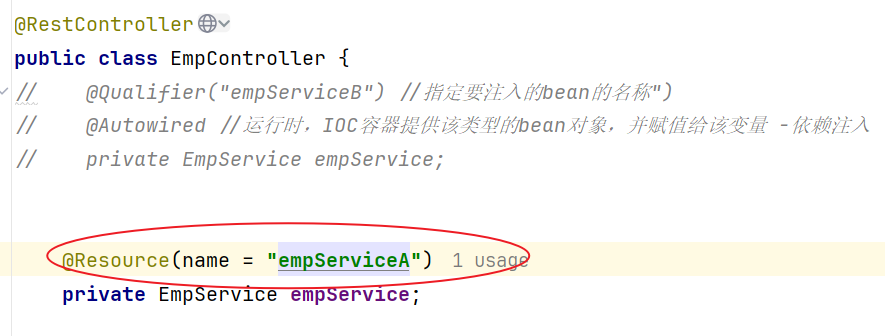 @RestController
public class EmpController {
//    @Qualifier("empServiceB") //指定要注入的bean的名称")
//    @Autowired //运行时，IOC容器提供该类型的bean对象，并赋值给该变量 -依赖注入
//    private EmpService empService;
@Resource(name = "empServiceA") 1 usage
private EmpService empService;